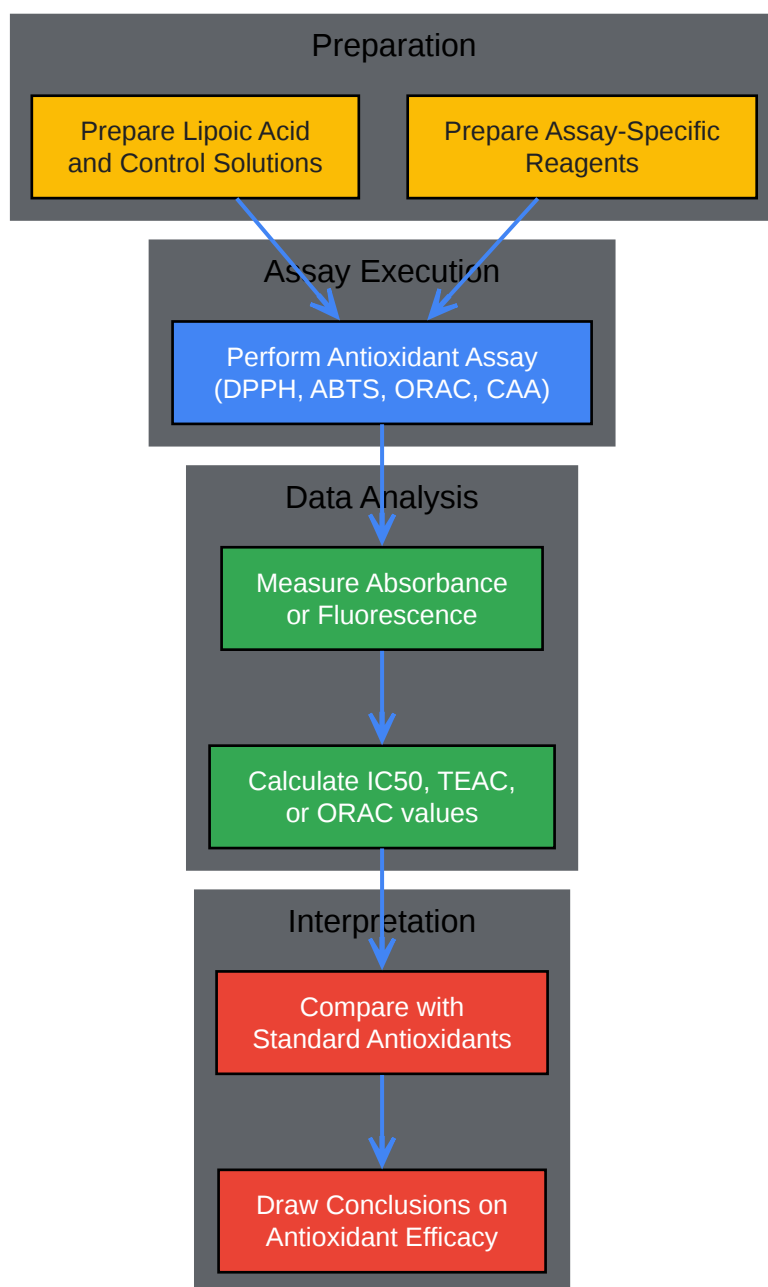 Preparation
Prepare Lipoic Acid
and Control Solutions
Prepare Assay-Specific
Reagents
Assay Execution
Perform Antioxidant Assay
(DPPH, ABTS, ORAC, CAA)
Data Analysis
Measure Absorbance
or Fluorescence
Calculate IC50, TEAC,
or ORAC values
Interpretation
Compare with
Standard Antioxidants
Draw Conclusions on
Antioxidant Efficacy